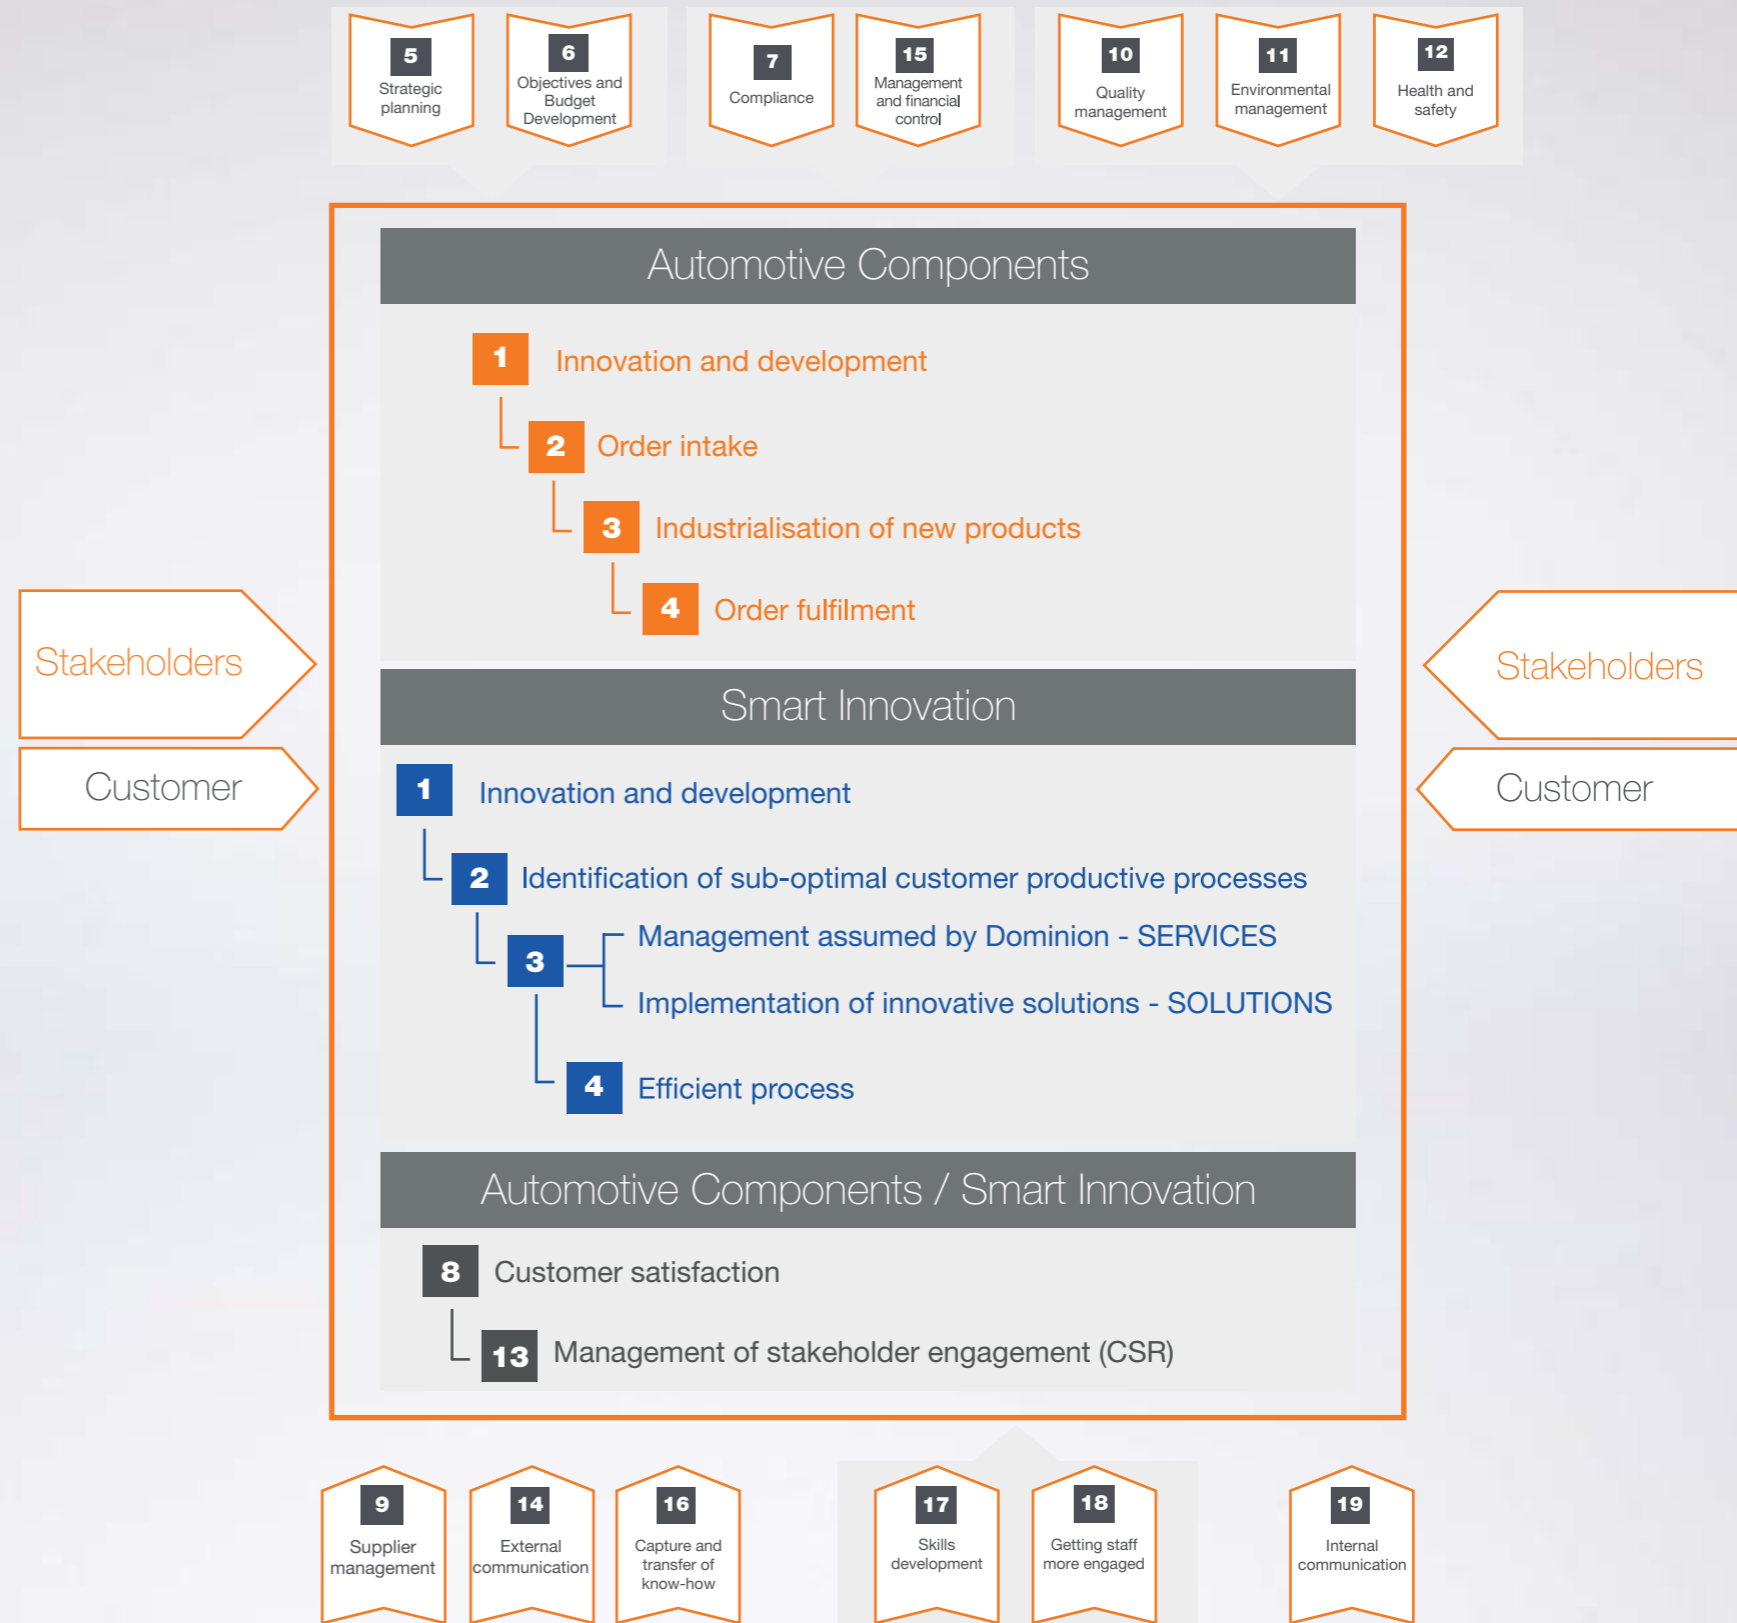 5
Strategic
planning
6
Objectives and
Budget
Development
7
Compliance
15
Management
and financial
control
10
Quality
management
11
Environmental
management
12
Health and
safety
Automotive Components
1 Innovation and development
2 Order intake
3 Industrialisation of new products
4 Order fulfilment
Stakeholders
Customer
Stakeholders
Customer
Smart Innovation
1 Innovation and development
2 Identification of sub-optimal customer productive processes
3
Management assumed by Dominion - SERVICES
Implementation of innovative solutions - SOLUTIONS
4 Efficient process
Automotive Components / Smart Innovation
8 Customer satisfaction
13 Management of stakeholder engagement (CSR)
9
Supplier
management
14
External
communication
16
Capture and
transfer of
know-how
17
Skills
development
18
Getting staff
more engaged
19
Internal
communication